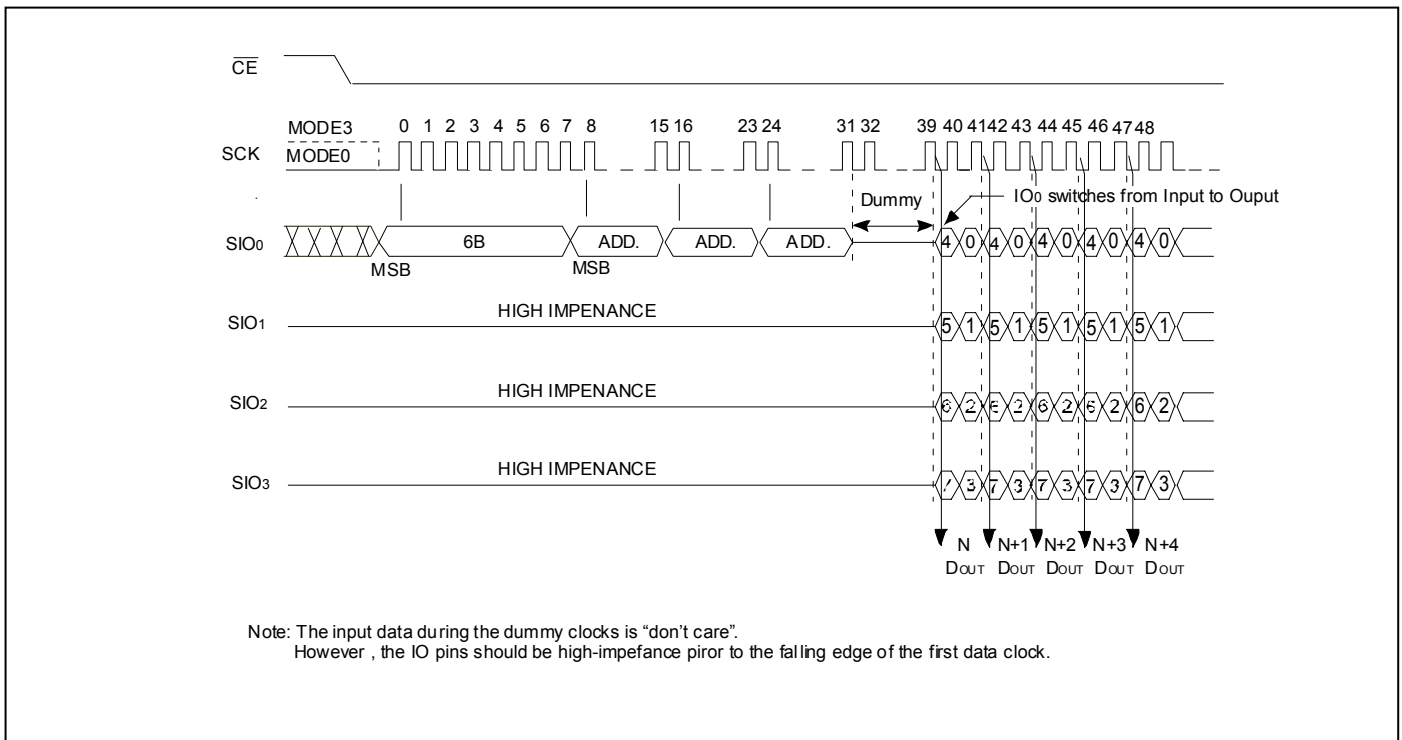 CE
MODE3 0 1 2 3 4 5 6 7 8 15 16 23 24 31 32 39 40 41 42 43 44 45 46 47 48
SCK MODE0
Dummy IO0 switches from Input to Ouput
SIO0 6B ADD. ADD. ADD. 4 0 4 0 4 0 4 0 4 0
MSB MSB
HIGH IMPENANCE
SIO1 5 1 5 1 5 1 5 1 5 1
HIGH IMPENANCE
SIO2 6 2 6 2 6 2 6 2 6 2
HIGH IMPENANCE
SIO3 7 3 7 3 7 3 7 3 7 3
N N+1 N+2 N+3 N+4
DOUT DOUT DOUT DOUT DOUT
Note: The input data during the dummy clocks is “don’t care”.
However , the IO pins should be high-impefance piror to the falling edge of the first data clock.